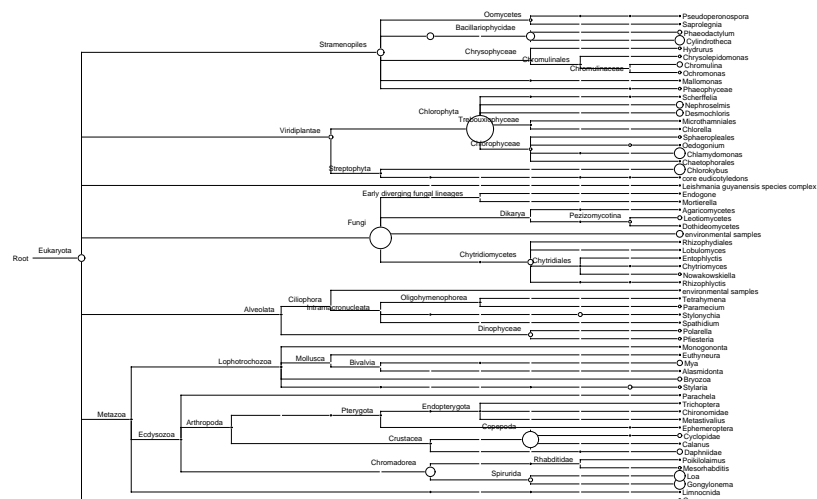 Oomycetes
Pseudoperonospora
Saprolegnia
Bacillariophycidae
Phaeodactylum
Cylindrotheca
Stramenopiles
Hydrurus
Chrysophyceae
Chrysolepidomonas
Chromulinales
Chromulina
Chromulinaceae
Ochromonas
Mallomonas
Phaeophyceae
Scherffelia
Nephroselmis
Chlorophyta
Desmochloris
Trebouxiophyceae
Microthamniales
Viridiplantae
Chlorella
Sphaeropleales
Chlorophyceae
Oedogonium
Chlamydomonas
Chaetophorales
Streptophyta
Chlorokybus
core eudicotyledons
Leishmania guyanensis species complex
Early diverging fungal lineages
Endogone
Mortierella
Agaricomycetes
Dikarya
Pezizomycotina
Leotiomycetes
Fungi
Dothideomycetes
environmental samples
Rhizophydiales
Eukaryota
Lobulomyces
Root
Chytridiomycetes
Entophlyctis
Chytridiales
Chytriomyces
Nowakowskiella
Rhizophlyctis
environmental samples
Ciliophora
Oligohymenophorea
Tetrahymena
Intramacronucleata
Paramecium
Alveolata
Stylonychia
Spathidium
Dinophyceae
Polarella
Pfiesteria
Monogononta
Lophotrochozoa
Mollusca
Euthyneura
Bivalvia
Mya
Alasmidonta
Bryozoa
Stylaria
Parachela
Trichoptera
Metazoa
Pterygota
Endopterygota
Chironomidae
Arthropoda
Metastivalius
Copepoda
Ephemeroptera
Ecdysozoa
Crustacea
Cyclopidae
Calanus
Daphniidae
Rhabditidae
Poikilolaimus
Chromadorea
Mesorhabditis
Spirurida
Loa
Gongylonema
Limnocnida